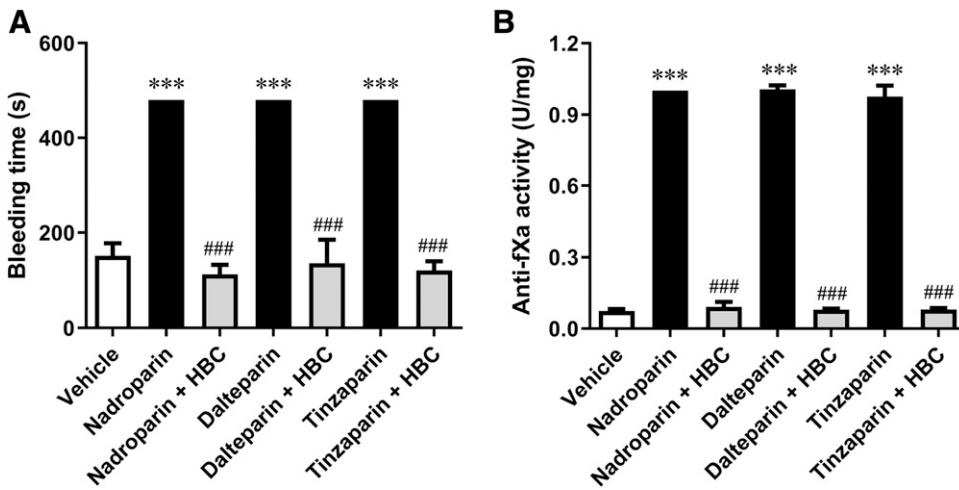 A
Bleeding time (s)
600
400
200
0
***
***
***
###
###
###
Vehicle
Nadroparin
Nadroparin + HBC
Dalteparin
Dalteparin + HBC
Tinzaparin
Tinzaparin + HBC
B
Anti-fXa activity (U/mg)
1.2
0.9
0.6
0.3
0.0
***
***
***
###
###
###
Vehicle
Nadroparin
Nadroparin + HBC
Dalteparin
Dalteparin + HBC
Tinzaparin
Tinzaparin + HBC